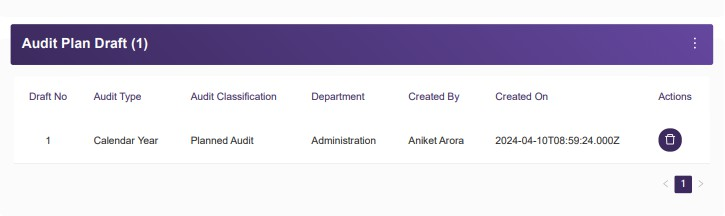 Audit Plan Draft (1)
Draft No Audit Type Audit Classification Department Created By Created On Actions
1 Calendar Year Planned Audit Administration Aniket Arora 2024-04-10T08:59:24.000Z
1